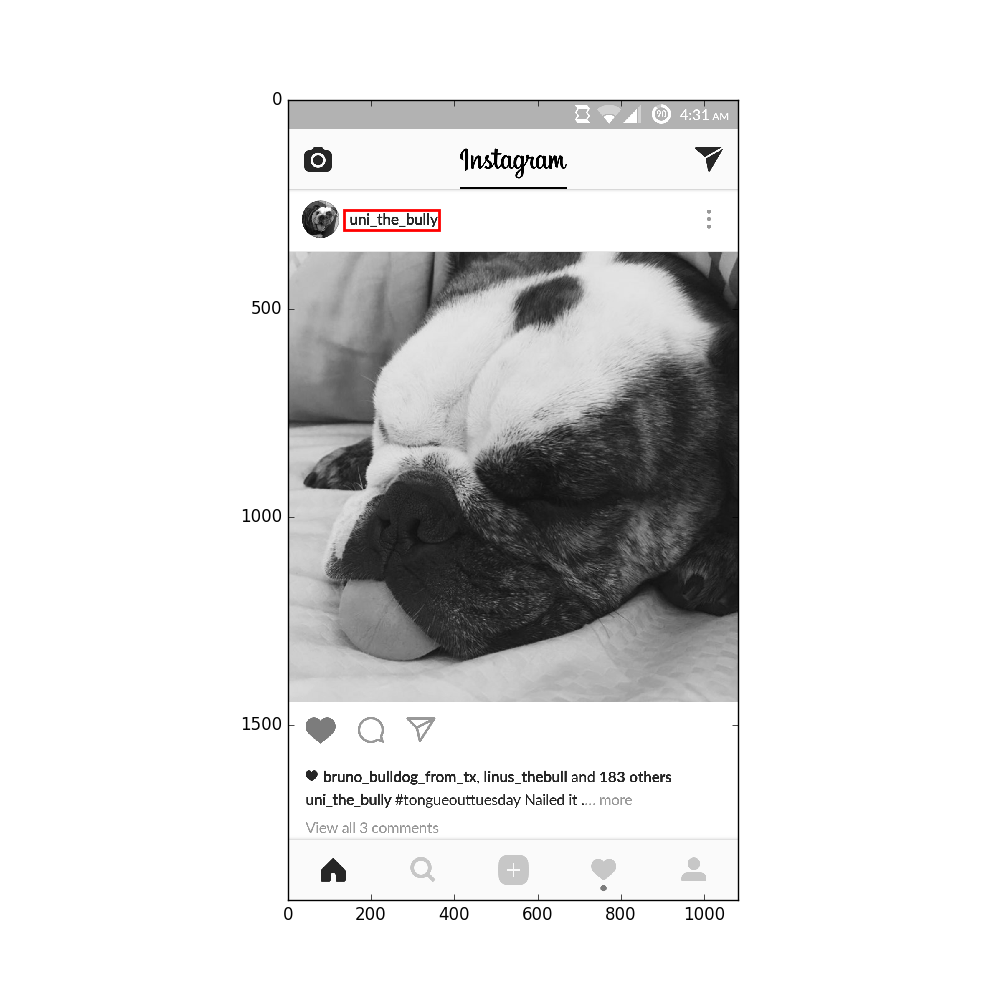 0
90 4:31 AM
Instagram
uni_the_bully
500
1000
1500
bruno_bulldog_from_tx, linus_thebull and 183 others
uni_the_bully #tongueouttuesday Nailed it .... more
View all 3 comments
0 200 400 600 800 1000